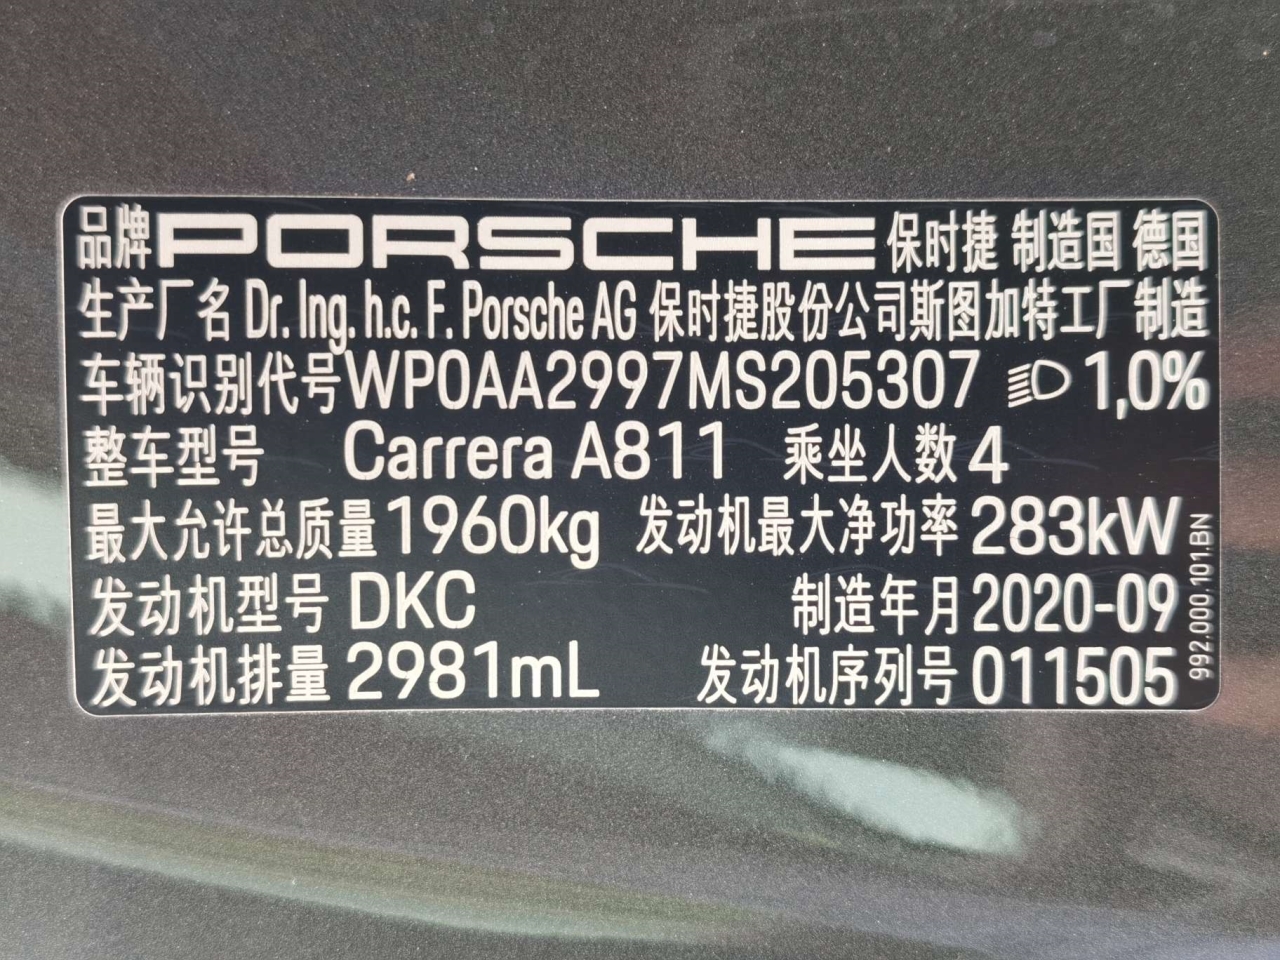 品牌 PORSCHE 保时捷 制造国 德国
生产厂名 Dr. Ing. h.c. F. Porsche AG 保时捷股份公司斯图加特工厂制造
车辆识别代号 WP0AA2997MS205307 1,0%
整车型号 Carrera A811 乘坐人数 4
最大允许总质量 1960kg 发动机最大净功率 283kW
发动机型号 DKC 制造年月 2020-09
发动机排量 2981mL 发动机序列号 011505
992.000.101.BN